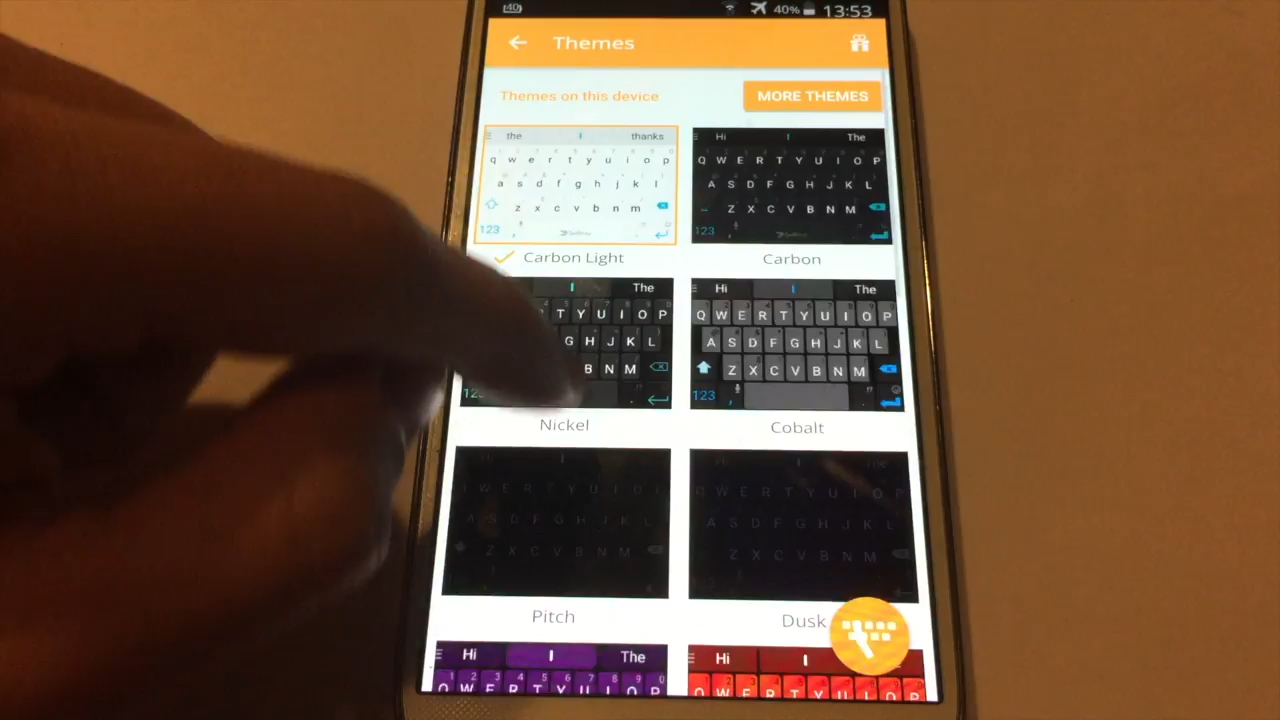 40 40% 13:53
Themes
Themes on this device MORE THEMES
the I thanks
q w e r t y u i o p
a s d f g h j k l
z x c v b n m
123 ,
Carbon Light
Hi I The
Q W E R T Y U I O P
A S D F G H J K L
Z X C V B N M
123
Carbon
I The
T Y U I O P
G H J K L
B N M
Nickel
Hi I The
Q W E R T Y U I O P
A S D F G H J K L
Z X C V B N M
123 ,
Cobalt
W E R T Y U I O
A S D F G H J K L
Z X C V B N M
Pitch
Q W E R T Y U I O P
A S D F G H J K L
Z X C V B N M
Dusk
Hi I The
Q W E R T Y U I O P
Hi I
Q W E R T Y U I O P